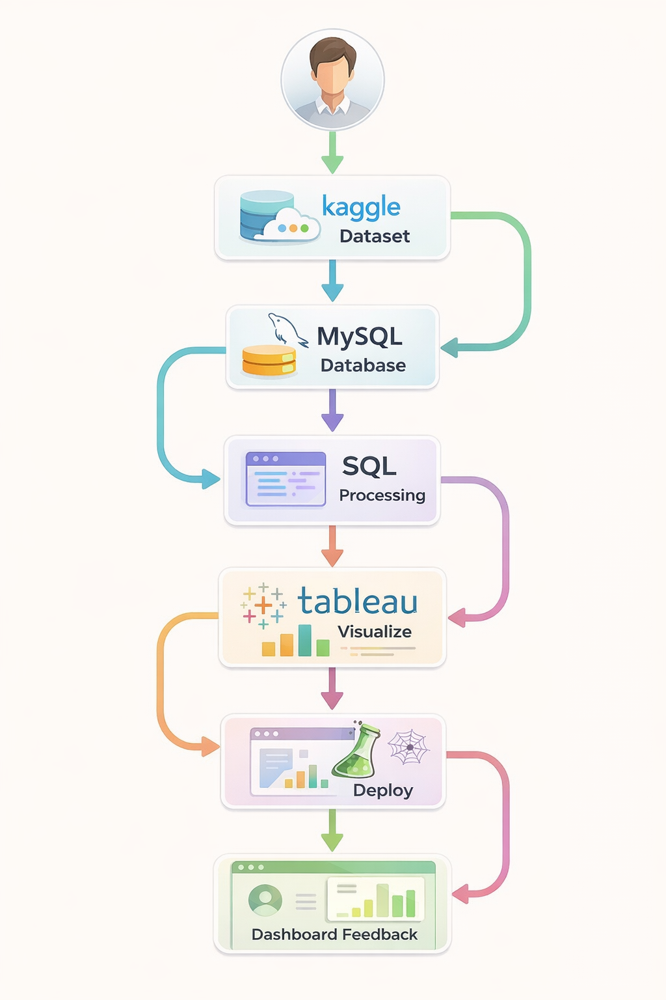 kaggle
Dataset
MySQL
Database
SQL
Processing
tableau
Visualize
Deploy
Dashboard Feedback